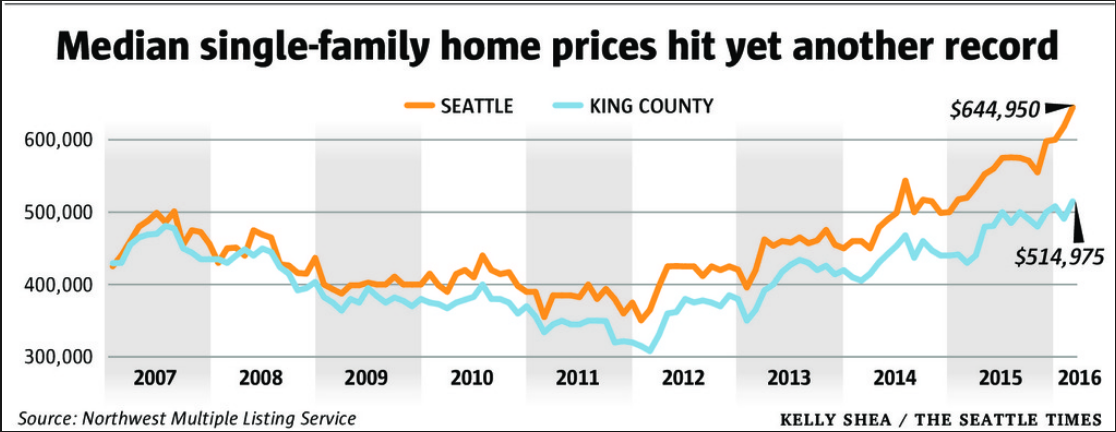 Median single-family home prices hit yet another record
SEATTLE KING COUNTY
$644,950
600,000
500,000
$514,975
400,000
300,000
2007 2008 2009 2010 2011 2012 2013 2014 2015 2016
Source: Northwest Multiple Listing Service
KELLY SHEA / THE SEATTLE TIMES